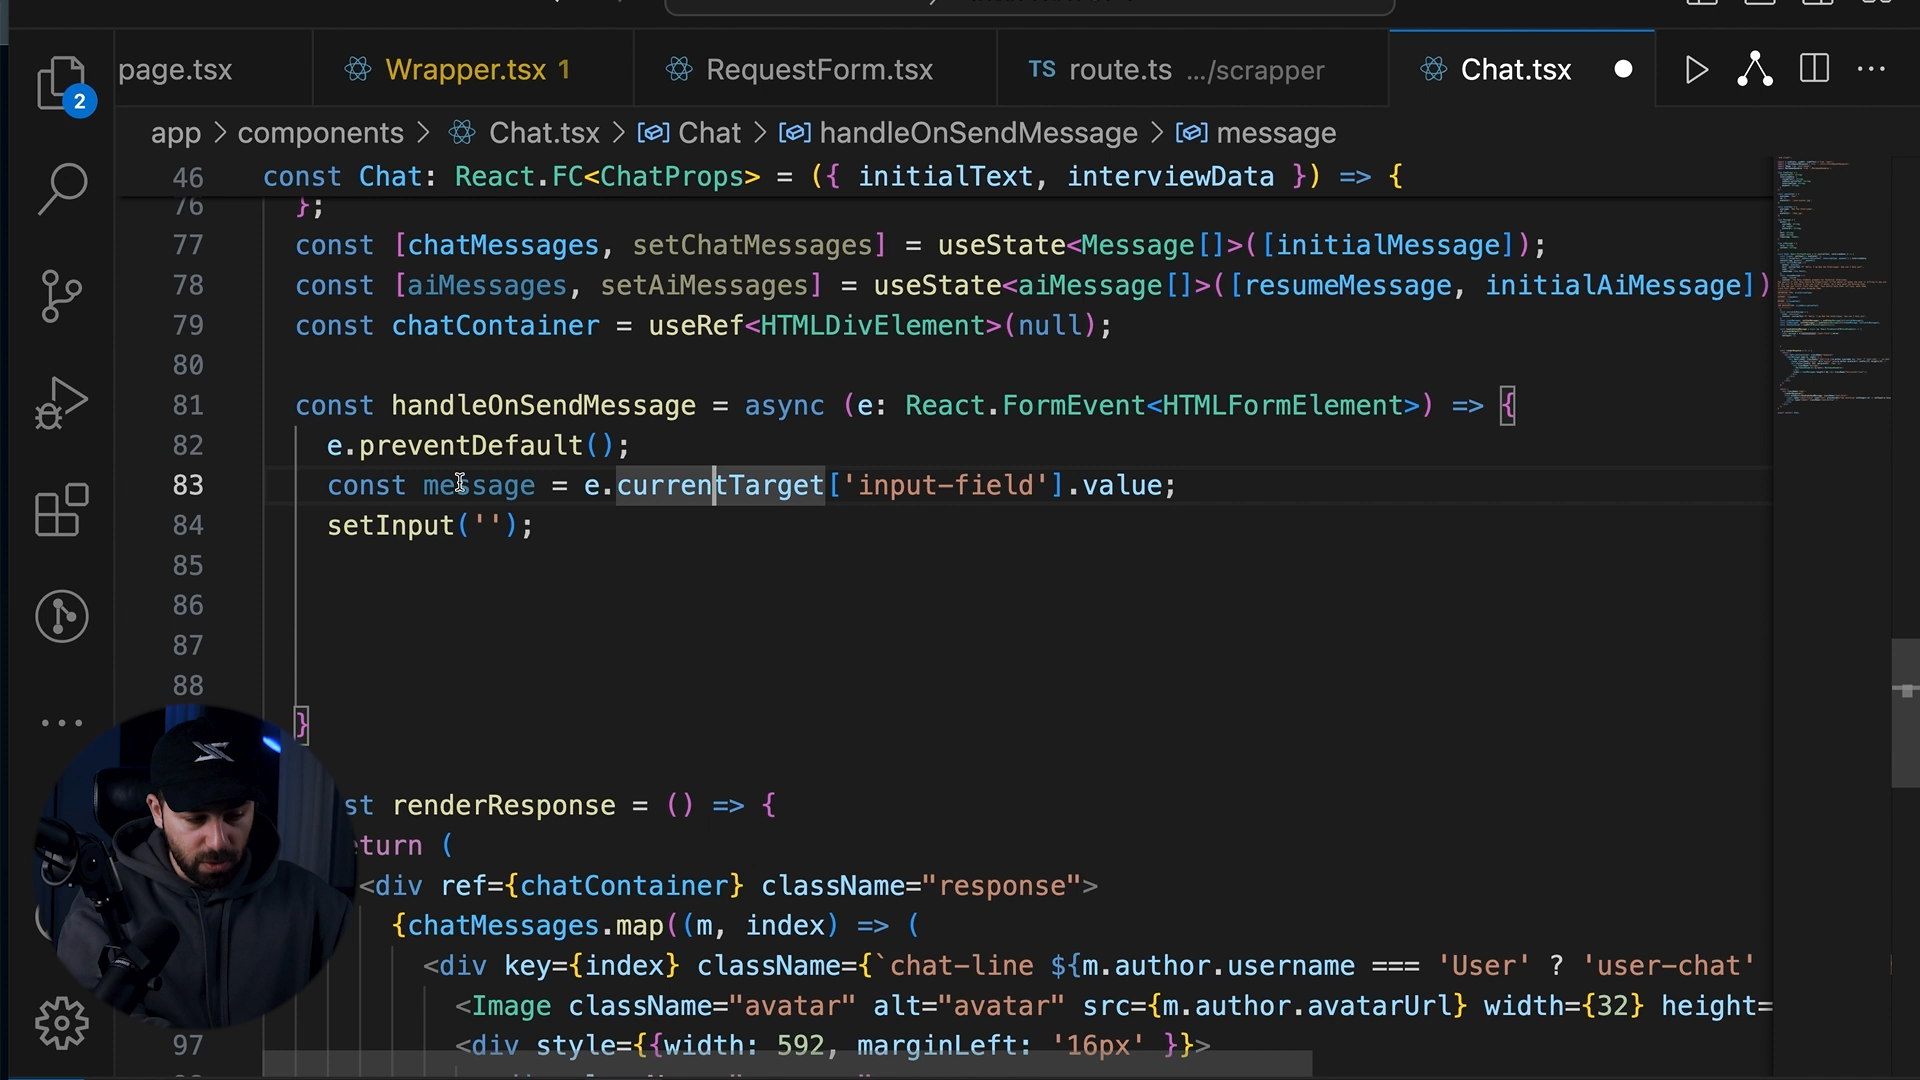 page.tsx
Wrapper.tsx 1
RequestForm.tsx
TS route.ts .../scrapper
Chat.tsx
2
app > components > Chat.tsx > Chat > handleOnSendMessage > message
46 const Chat: React.FC<ChatProps> = ({ initialText, interviewData }) => {
76 };
77 const [chatMessages, setChatMessages] = useState<Message[]>([initialMessage]);
78 const [aiMessages, setAiMessages] = useState<aiMessage[]>([resumeMessage, initialAiMessage])
79 const chatContainer = useRef<HTMLDivElement>(null);
80
81 const handleOnSendMessage = async (e: React.FormEvent<HTMLFormElement>) => {
82 e.preventDefault();
83 const message = e.currentTarget['input-field'].value;
84 setInput('');
85
86
87
88
}
st renderResponse = () => {
turn (
<div ref={chatContainer} className="response">
{chatMessages.map((m, index) => (
<div key={index} className={`chat-line ${m.author.username === 'User' ? 'user-chat'
<Image className="avatar" alt="avatar" src={m.author.avatarUrl} width={32} height=
97 <div style={{width: 592, marginLeft: '16px' }}>